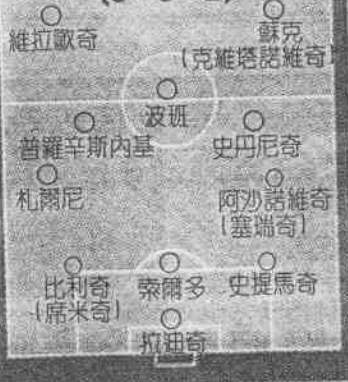 維拉歐奇
蘇克
(克維塔諾維奇)
波班
普羅辛斯內基
史丹尼奇
札爾尼
阿沙諾維奇
(塞瑞奇)
比利奇
(席米奇)
索爾多
史提馬奇
拉迪奇